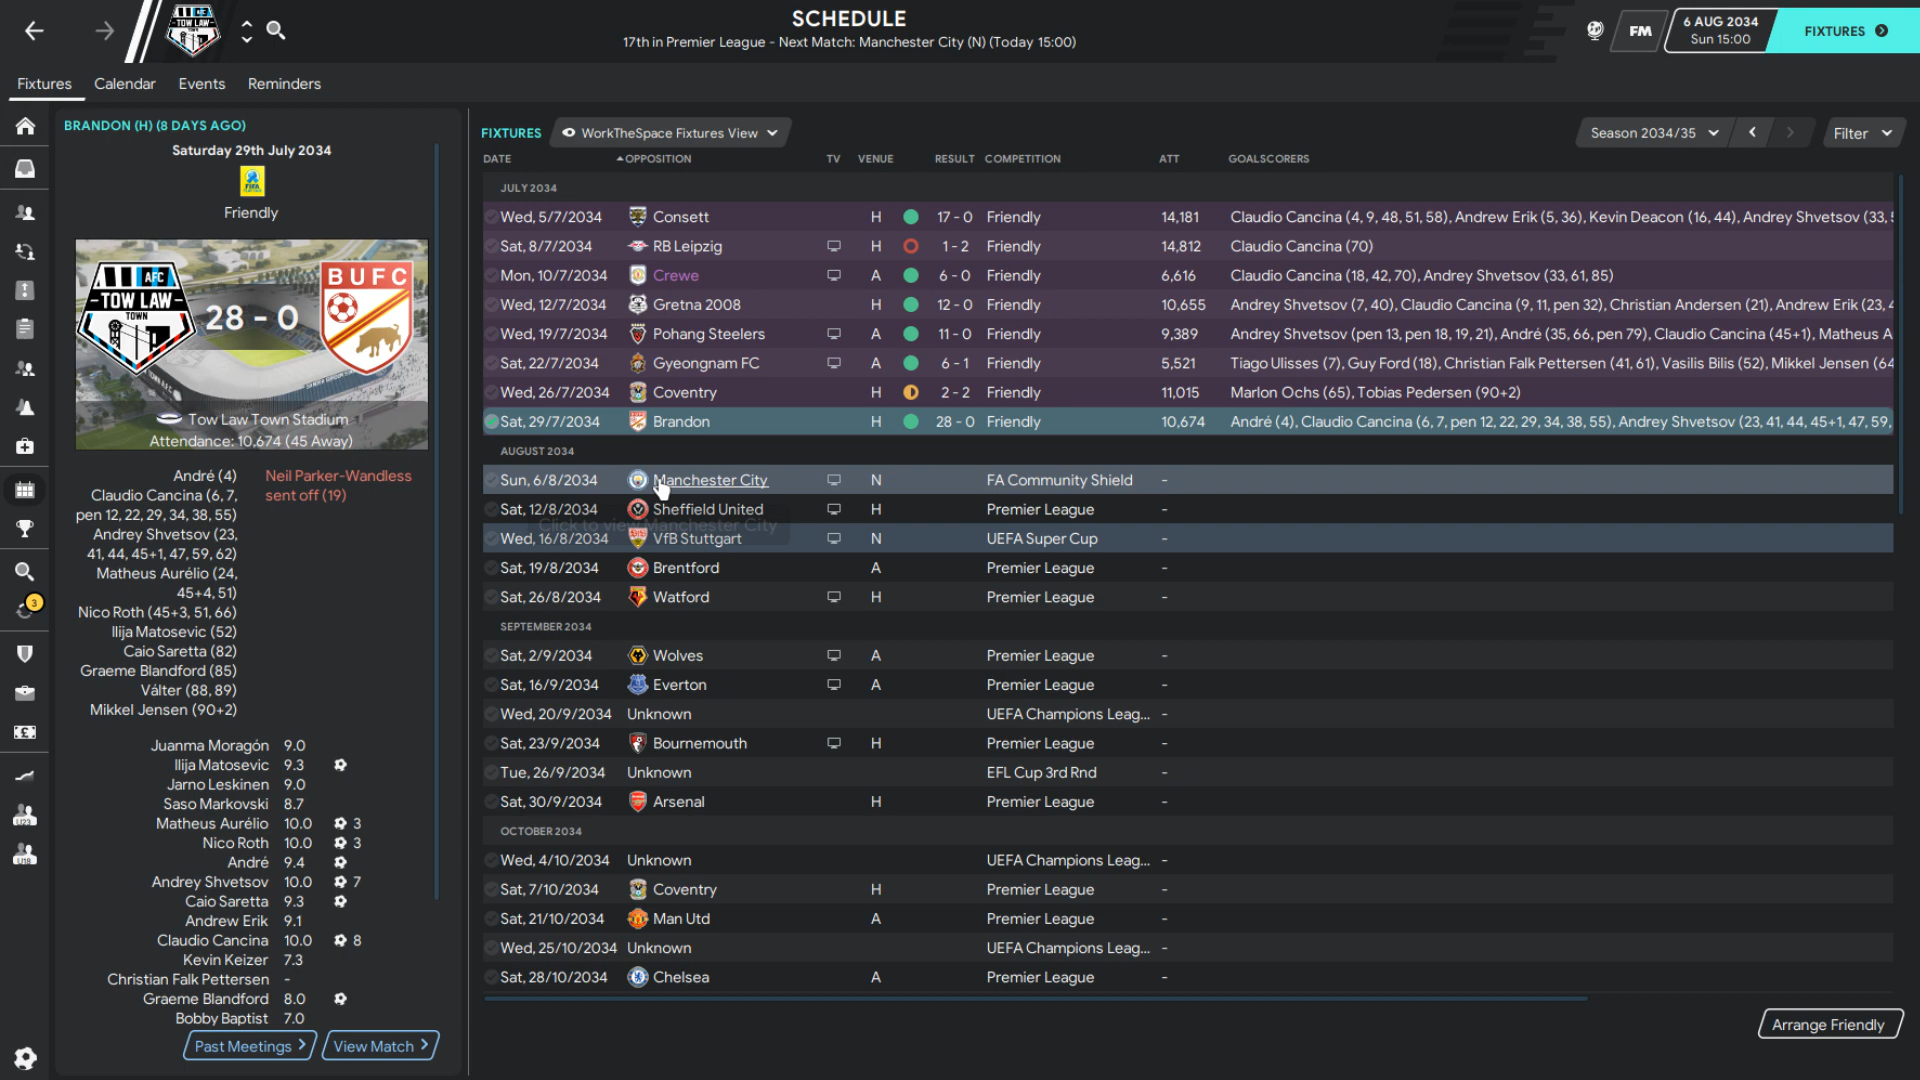 SCHEDULE
17th in Premier League - Next Match: Manchester City (N) (Today 15:00)
TOW LAW
TOWN
FM
6 AUG 2034
Sun 15:00
FIXTURES
Fixtures Calendar Events Reminders
BRANDON (H) (8 DAYS AGO)
Saturday 29th July 2034
Friendly
AFC
TOW LAW
TOWN
28 - 0
BUFC
Tow Law Town Stadium
Attendance: 10,674 (45 Away)
André (4)
Claudio Cancina (6, 7,
pen 12, 22, 29, 34, 38, 55)
Andrey Shvetsov (23,
41, 44, 45+1, 47, 59, 62)
Matheus Aurélio (24,
45+4, 51)
Nico Roth (45+3, 51, 66)
Ilija Matosevic (52)
Caio Saretta (82)
Graeme Blandford (85)
Válter (88, 89)
Mikkel Jensen (90+2)
Neil Parker-Wandless
sent off (19)
Juanma Moragón 9.0
Ilija Matosevic 9.3
Jarno Leskinen 9.0
Saso Markovski 8.7
Matheus Aurélio 10.0 3
Nico Roth 10.0 3
André 9.4
Andrey Shvetsov 10.0 7
Caio Saretta 9.3
Andrew Erik 9.1
Claudio Cancina 10.0 8
Kevin Keizer 7.3
Christian Falk Pettersen -
Graeme Blandford 8.0
Bobby Baptist 7.0
Past Meetings
View Match
3
U23
U18
FIXTURES WorkTheSpace Fixtures View
Season 2034/35
Filter
DATE OPPOSITION TV VENUE RESULT COMPETITION ATT GOALSCORERS
JULY 2034
Wed, 5/7/2034 Consett H 17 - 0 Friendly 14,181 Claudio Cancina (4, 9, 48, 51, 58), Andrew Erik (5, 36), Kevin Deacon (16, 44), Andrey Shvetsov (33,
Sat, 8/7/2034 RB Leipzig H 1 - 2 Friendly 14,812 Claudio Cancina (70)
Mon, 10/7/2034 Crewe A 6 - 0 Friendly 6,616 Claudio Cancina (18, 42, 70), Andrey Shvetsov (33, 61, 85)
Wed, 12/7/2034 Gretna 2008 H 12 - 0 Friendly 10,655 Andrey Shvetsov (7, 40), Claudio Cancina (9, 11, pen 32), Christian Andersen (21), Andrew Erik (23,
Wed, 19/7/2034 Pohang Steelers A 11 - 0 Friendly 9,389 Andrey Shvetsov (pen 13, pen 18, 19, 21), André (35, 66, pen 79), Claudio Cancina (45+1), Matheus A
Sat, 22/7/2034 Gyeongnam FC A 6 - 1 Friendly 5,521 Tiago Ulisses (7), Guy Ford (18), Christian Falk Pettersen (41, 61), Vasilis Bilis (52), Mikkel Jensen (64
Wed, 26/7/2034 Coventry H 2 - 2 Friendly 11,015 Marlon Ochs (65), Tobias Pedersen (90+2)
Sat, 29/7/2034 Brandon H 28 - 0 Friendly 10,674 André (4), Claudio Cancina (6, 7, pen 12, 22, 29, 34, 38, 55), Andrey Shvetsov (23, 41, 44, 45+1, 47, 59,
AUGUST 2034
Sun, 6/8/2034 Manchester City N FA Community Shield -
Sat, 12/8/2034 Sheffield United H Premier League -
Click to view Manchester City
Wed, 16/8/2034 VfB Stuttgart N UEFA Super Cup -
Sat, 19/8/2034 Brentford A Premier League -
Sat, 26/8/2034 Watford H Premier League -
SEPTEMBER 2034
Sat, 2/9/2034 Wolves A Premier League -
Sat, 16/9/2034 Everton A Premier League -
Wed, 20/9/2034 Unknown UEFA Champions Leag... -
Sat, 23/9/2034 Bournemouth H Premier League -
Tue, 26/9/2034 Unknown EFL Cup 3rd Rnd -
Sat, 30/9/2034 Arsenal H Premier League -
OCTOBER 2034
Wed, 4/10/2034 Unknown UEFA Champions Leag... -
Sat, 7/10/2034 Coventry H Premier League -
Sat, 21/10/2034 Man Utd A Premier League -
Wed, 25/10/2034 Unknown UEFA Champions Leag... -
Sat, 28/10/2034 Chelsea A Premier League -
Arrange Friendly